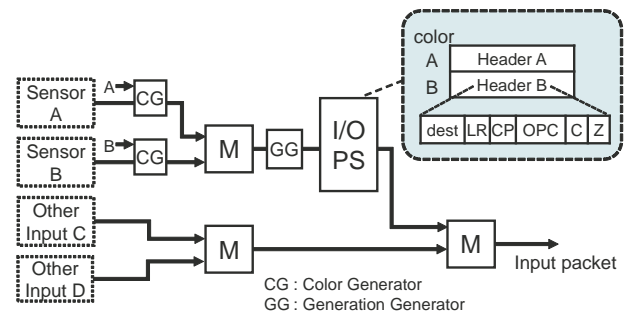 color
A Header A
B Header B
dest LR CP OPC C Z
Sensor A
A
CG
Sensor B
B
CG
M
GG
I/O PS
Other Input C
Other Input D
M
M
Input packet
CG : Color Generator
GG : Generation Generator